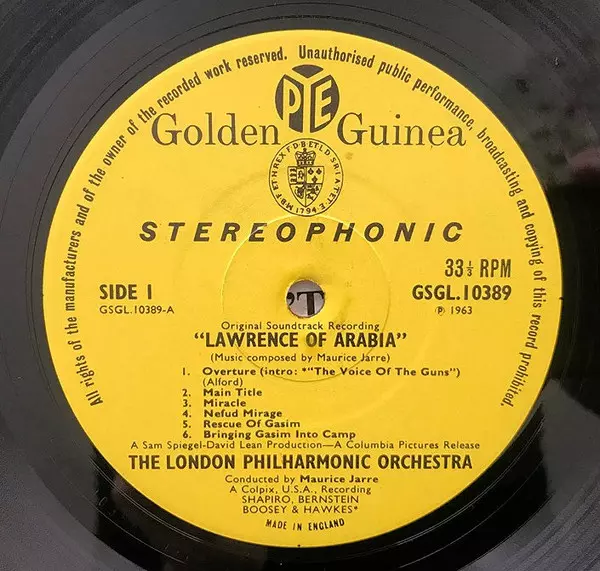 All rights of the manufacturers and of the owner of the recorded work reserved. Unauthorised public performance, broadcasting and copying of this record prohibited.
PYE
Golden Guinea
1794
STEREOPHONIC
33⅓ RPM
SIDE 1
GSGL.10389
GSGL.10389-A
℗ 1963
Original Soundtrack Recording
"LAWRENCE OF ARABIA"
(Music composed by Maurice Jarre)
1. Overture (intro: *"The Voice Of The Guns")
(Alford)
2. Main Title
3. Miracle
4. Nefud Mirage
5. Rescue Of Gasim
6. Bringing Gasim Into Camp
A Sam Spiegel-David Lean Production—A Columbia Pictures Release
THE LONDON PHILHARMONIC ORCHESTRA
Conducted by Maurice Jarre
A Colpix, U.S.A., Recording
SHAPIRO, BERNSTEIN
BOOSEY & HAWKES*
MADE IN ENGLAND